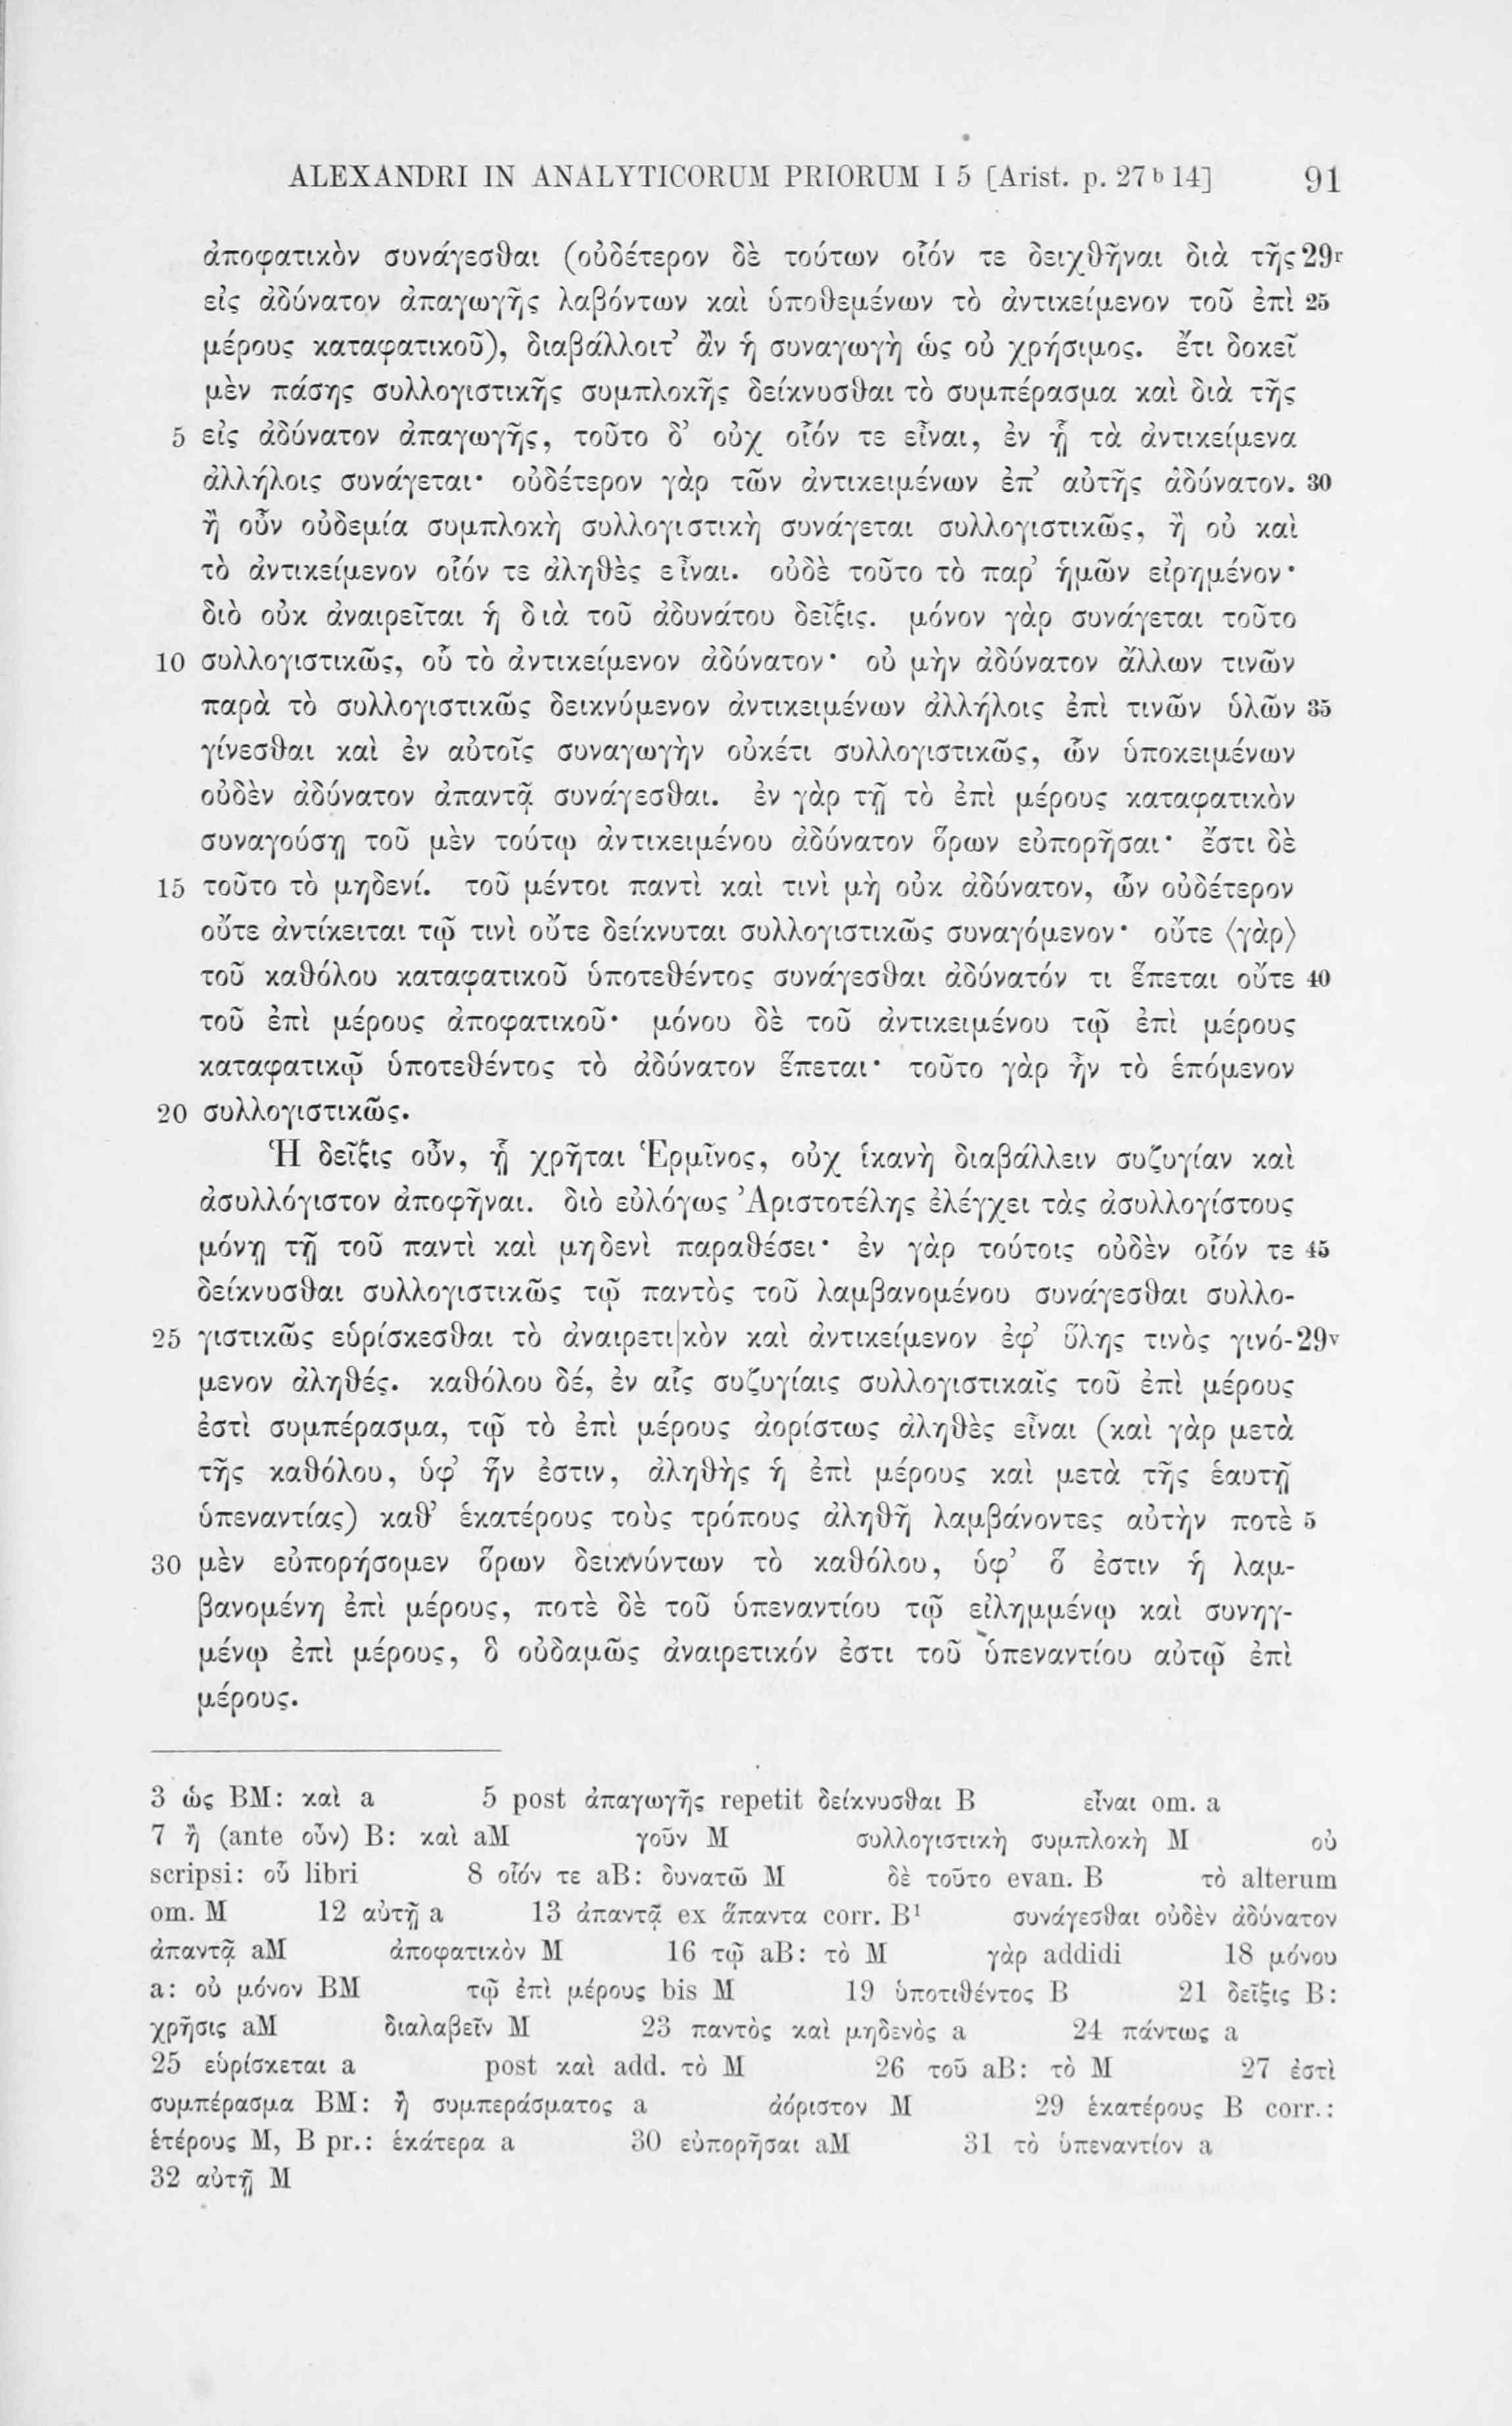 ALEXANDRI IN ANALYTICORUM PRIORUM I 5 [Arist. p. 27 b 14] 91
ἀποφατικὸν συνάγεσθαι (οὐδέτερον δὲ τούτων οἷόν τε δειχθῆναι διὰ τῆς 29r
εἰς ἀδύνατον ἀπαγωγῆς λαβόντων καὶ ὑποθεμένων τὸ ἀντικείμενον τοῦ ἐπὶ 25
μέρους καταφατικοῦ), διαβάλλοιτ’ ἂν ἡ συναγωγὴ ὡς οὐ χρήσιμος. ἔτι δοκεῖ
μὲν πάσης συλλογιστικῆς συμπλοκῆς δείκνυσθαι τὸ συμπέρασμα καὶ διὰ τῆς
5 εἰς ἀδύνατον ἀπαγωγῆς, τοῦτο δ’ οὐχ οἷόν τε εἶναι, ἐν ᾗ τὰ ἀντικείμενα
ἀλλήλοις συνάγεται· οὐδέτερον γὰρ τῶν ἀντικειμένων ἐπ’ αὐτῆς ἀδύνατον. 30
ἢ οὖν οὐδεμία συμπλοκὴ συλλογιστικὴ συνάγεται συλλογιστικῶς, ἢ οὐ καὶ
τὸ ἀντικείμενον οἷόν τε ἀληθὲς εἶναι. οὐδὲ τοῦτο τὸ παρ’ ἡμῶν εἰρημένον·
διὸ οὐκ ἀναιρεῖται ἡ διὰ τοῦ ἀδυνάτου δεῖξις. μόνον γὰρ συνάγεται τοῦτο
10 συλλογιστικῶς, οὗ τὸ ἀντικείμενον ἀδύνατον· οὐ μὴν ἀδύνατον ἄλλων τινῶν
παρὰ τὸ συλλογιστικῶς δεικνύμενον ἀντικειμένων ἀλλήλοις ἐπὶ τινῶν ὑλῶν 35
γίνεσθαι καὶ ἐν αὐτοῖς συναγωγὴν οὐκέτι συλλογιστικῶς, ὧν ὑποκειμένων
οὐδὲν ἀδύνατον ἀπαντᾷ συνάγεσθαι. ἐν γὰρ τῇ τὸ ἐπὶ μέρους καταφατικὸν
συναγούσῃ τοῦ μὲν τούτῳ ἀντικειμένου ἀδύνατον ὅρων εὐπορῆσαι· ἔστι δὲ
15 τοῦτο τὸ μηδενί. τοῦ μέντοι παντὶ καὶ τινὶ μὴ οὐκ ἀδύνατον, ὧν οὐδέτερον
οὔτε ἀντίκειται τῷ τινὶ οὔτε δείκνυται συλλογιστικῶς συναγόμενον· οὔτε ⟨γὰρ⟩
τοῦ καθόλου καταφατικοῦ ὑποτεθέντος συνάγεσθαι ἀδύνατόν τι ἕπεται οὔτε 40
τοῦ ἐπὶ μέρους ἀποφατικοῦ· μόνου δὲ τοῦ ἀντικειμένου τῷ ἐπὶ μέρους
καταφατικῷ ὑποτεθέντος τὸ ἀδύνατον ἕπεται· τοῦτο γὰρ ἦν τὸ ἑπόμενον
20 συλλογιστικῶς.
Ἡ δεῖξις οὖν, ᾗ χρῆται Ἑρμῖνος, οὐχ ἱκανὴ διαβάλλειν συζυγίαν καὶ
ἀσυλλόγιστον ἀποφῆναι. διὸ εὐλόγως Ἀριστοτέλης ἐλέγχει τὰς ἀσυλλογίστους
μόνῃ τῇ τοῦ παντὶ καὶ μηδενὶ παραθέσει· ἐν γὰρ τούτοις οὐδὲν οἷόν τε 45
δείκνυσθαι συλλογιστικῶς τῷ παντὸς τοῦ λαμβανομένου συνάγεσθαι συλλο-
25 γιστικῶς εὑρίσκεσθαι τὸ ἀναιρετι|κὸν καὶ ἀντικείμενον ἐφ’ ὕλης τινὸς γινό- 29v
μενον ἀληθές. καθόλου δέ, ἐν αἷς συζυγίαις συλλογιστικαῖς τοῦ ἐπὶ μέρους
ἐστὶ συμπέρασμα, τῷ τὸ ἐπὶ μέρους ἀορίστως ἀληθὲς εἶναι (καὶ γὰρ μετὰ
τῆς καθόλου, ὑφ’ ἥν ἐστιν, ἀληθὴς ἡ ἐπὶ μέρους καὶ μετὰ τῆς ἑαυτῇ
ὑπεναντίας) καθ’ ἑκατέρους τοὺς τρόπους ἀληθῆ λαμβάνοντες αὐτὴν ποτὲ 5
30 μὲν εὐπορήσομεν ὅρων δεικνύντων τὸ καθόλου, ὑφ’ ὅ ἐστιν ἡ λαμ-
βανομένη ἐπὶ μέρους, ποτὲ δὲ τοῦ ὑπεναντίου τῷ εἰλημμένῳ καὶ συνηγ-
μένῳ ἐπὶ μέρους, ὃ οὐδαμῶς ἀναιρετικόν ἐστι τοῦ ὑπεναντίου αὐτῷ ἐπὶ
μέρους.
3 ὡς BM: καὶ a 5 post ἀπαγωγῆς repetit δείκνυσθαι B εἶναι om. a
7 ἢ (ante οὖν) B: καὶ aM γοῦν M συλλογιστικὴ συμπλοκὴ M οὐ
scripsi: οὗ libri 8 οἷόν τε aB: δυνατῶ M δὲ τοῦτο evan. B τὸ alterum
om. M 12 αὐτῇ a 13 ἀπαντᾷ ex ἅπαντα corr. B¹ συνάγεσθαι οὐδὲν ἀδύνατον
ἀπαντᾷ aM ἀποφατικὸν M 16 τῷ aB: τὸ M γὰρ addidi 18 μόνου
a: οὐ μόνον BM τῷ ἐπὶ μέρους bis M 19 ὑποτιθέντος B 21 δεῖξις B:
χρῆσις aM διαλαβεῖν M 23 παντὸς καὶ μηδενὸς a 24 πάντως a
25 εὑρίσκεται a post καὶ add. τὸ M 26 τοῦ aB: τὸ M 27 ἐστὶ
συμπέρασμα BM: ἢ συμπεράσματος a ἀόριστον M 29 ἑκατέρους B corr.:
ἑτέρους M, B pr.: ἑκάτερα a 30 εὐπορῆσαι aM 31 τὸ ὑπεναντίον a
32 αὐτῇ M